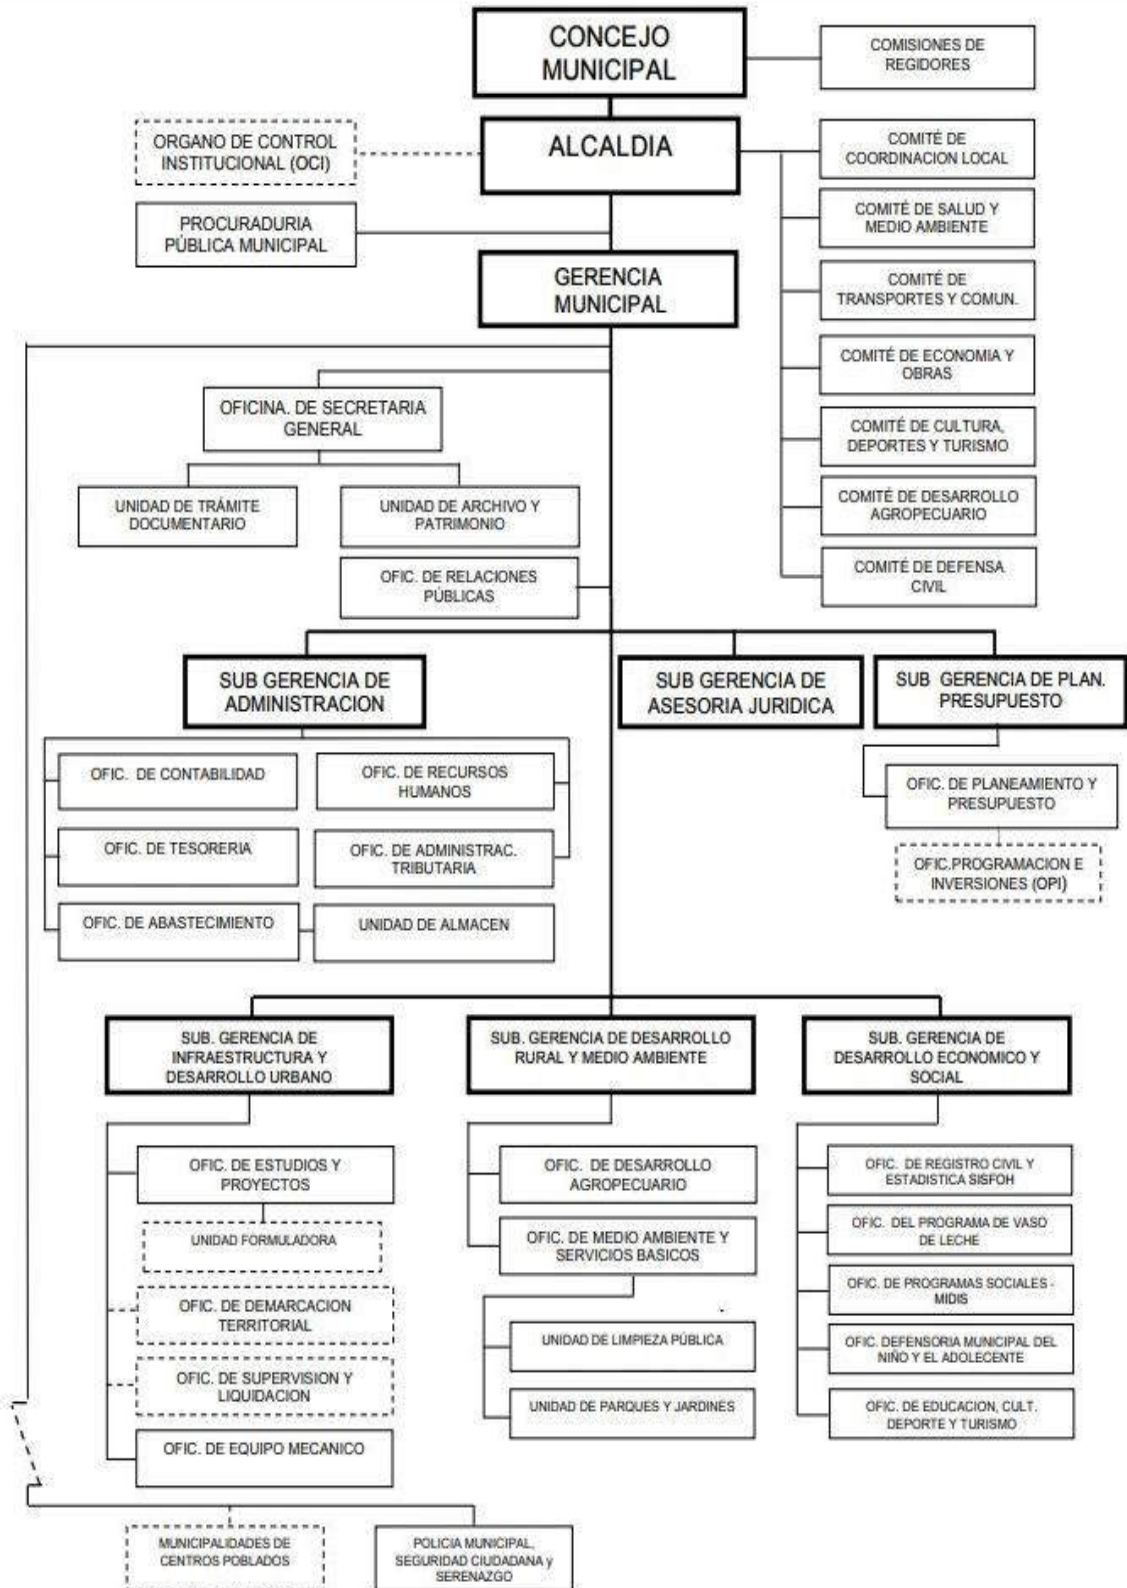 CONCEJO
MUNICIPAL
COMISIONES DE
REGIDORES
ORGANO DE CONTROL
INSTITUCIONAL (OCI)
ALCALDIA
COMITÉ DE
COORDINACION LOCAL
PROCURADURIA
PÚBLICA MUNICIPAL
COMITÉ DE SALUD Y
MEDIO AMBIENTE
GERENCIA
MUNICIPAL
COMITÉ DE
TRANSPORTES Y COMUN.
COMITÉ DE ECONOMIA Y
OBRAS
OFICINA. DE SECRETARIA
GENERAL
COMITÉ DE CULTURA,
DEPORTES Y TURISMO
UNIDAD DE TRÁMITE
DOCUMENTARIO
UNIDAD DE ARCHIVO Y
PATRIMONIO
COMITÉ DE DESARROLLO
AGROPECUARIO
OFIC. DE RELACIONES
PÚBLICAS
COMITÉ DE DEFENSA
CIVIL
SUB GERENCIA DE
ADMINISTRACION
SUB GERENCIA DE
ASESORIA JURIDICA
SUB GERENCIA DE PLAN.
PRESUPUESTO
OFIC. DE CONTABILIDAD
OFIC. DE RECURSOS
HUMANOS
OFIC. DE PLANEAMIENTO Y
PRESUPUESTO
OFIC. DE TESORERIA
OFIC. DE ADMINISTRAC.
TRIBUTARIA
OFIC.PROGRAMACION E
INVERSIONES (OPI)
OFIC. DE ABASTECIMIENTO
UNIDAD DE ALMACEN
SUB. GERENCIA DE
INFRAESTRUCTURA Y
DESARROLLO URBANO
SUB. GERENCIA DE DESARROLLO
RURAL Y MEDIO AMBIENTE
SUB. GERENCIA DE
DESARROLLO ECONOMICO Y
SOCIAL
OFIC. DE ESTUDIOS Y
PROYECTOS
UNIDAD FORMULADORA
OFIC. DE DEMARCACION
TERRITORIAL
OFIC. DE SUPERVISION Y
LIQUIDACION
OFIC. DE EQUIPO MECANICO
OFIC. DE DESARROLLO
AGROPECUARIO
OFIC. DE MEDIO AMBIENTE Y
SERVICIOS BASICOS
UNIDAD DE LIMPIEZA PÚBLICA
UNIDAD DE PARQUES Y JARDINES
OFIC. DE REGISTRO CIVIL Y
ESTADISTICA SISFOH
OFIC. DEL PROGRAMA DE VASO
DE LECHE
OFIC. DE PROGRAMAS SOCIALES -
MIDIS
OFIC. DEFENSORIA MUNICIPAL DEL
NIÑO Y EL ADOLECENTE
OFIC. DE EDUCACION, CULT.
DEPORTE Y TURISMO
MUNICIPALIDADES DE
CENTROS POBLADOS
POLICIA MUNICIPAL,
SEGURIDAD CIUDADANA y
SERENAZGO